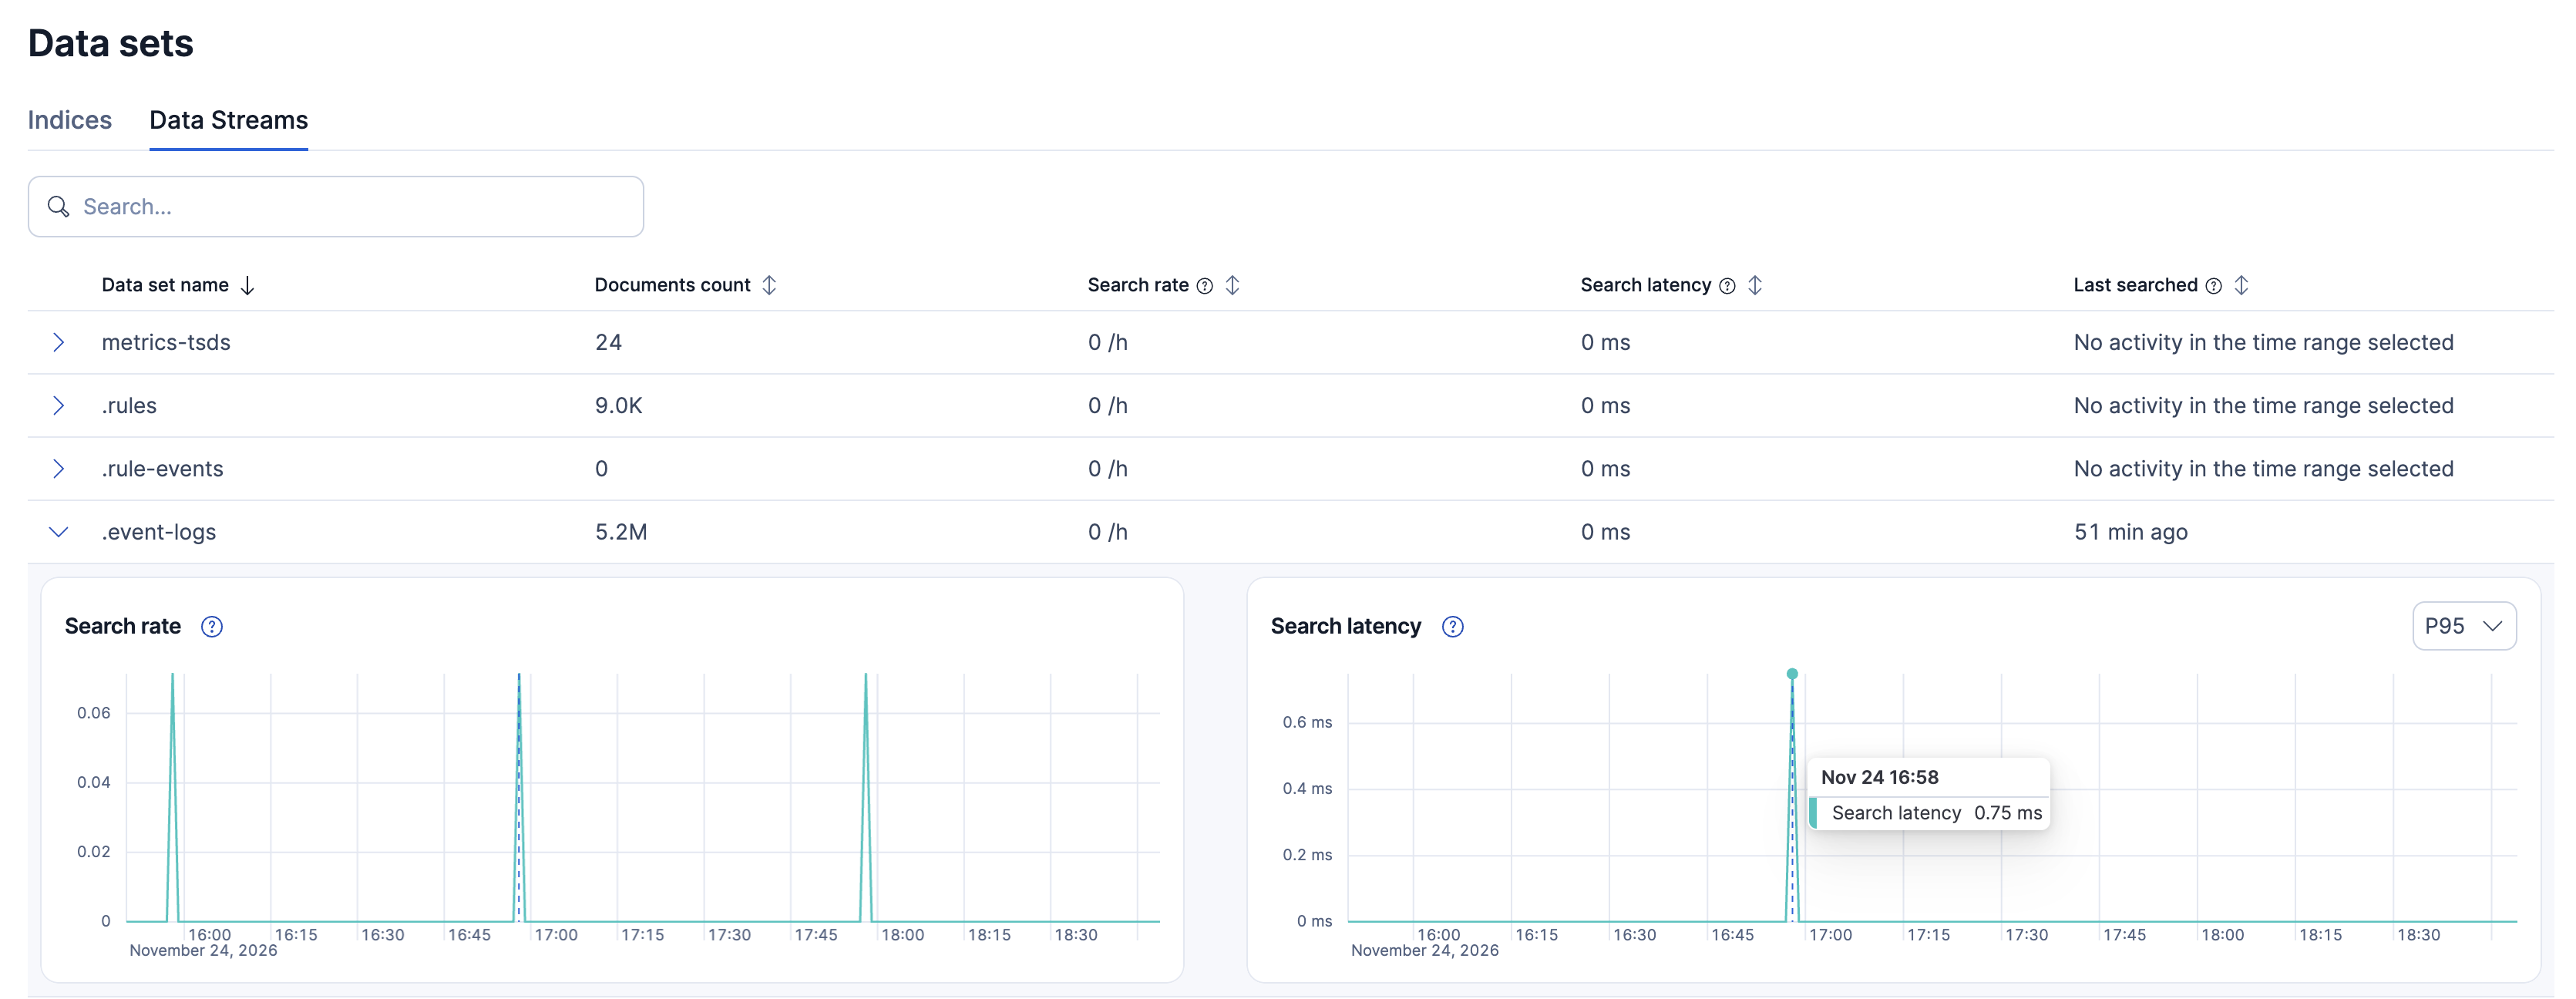 Data sets
Indices Data Streams
Search...
Data set name Documents count Search rate Search latency Last searched
metrics-tsds 24 0 /h 0 ms No activity in the time range selected
.rules 9.0K 0 /h 0 ms No activity in the time range selected
.rule-events 0 0 /h 0 ms No activity in the time range selected
.event-logs 5.2M 0 /h 0 ms 51 min ago
Search rate
0.06
0.04
0.02
0
16:00 16:15 16:30 16:45 17:00 17:15 17:30 17:45 18:00 18:15 18:30
November 24, 2026
Search latency P95
0.6 ms
0.4 ms
0.2 ms
0 ms
Nov 24 16:58
Search latency 0.75 ms
16:00 16:15 16:30 16:45 17:00 17:15 17:30 17:45 18:00 18:15 18:30
November 24, 2026